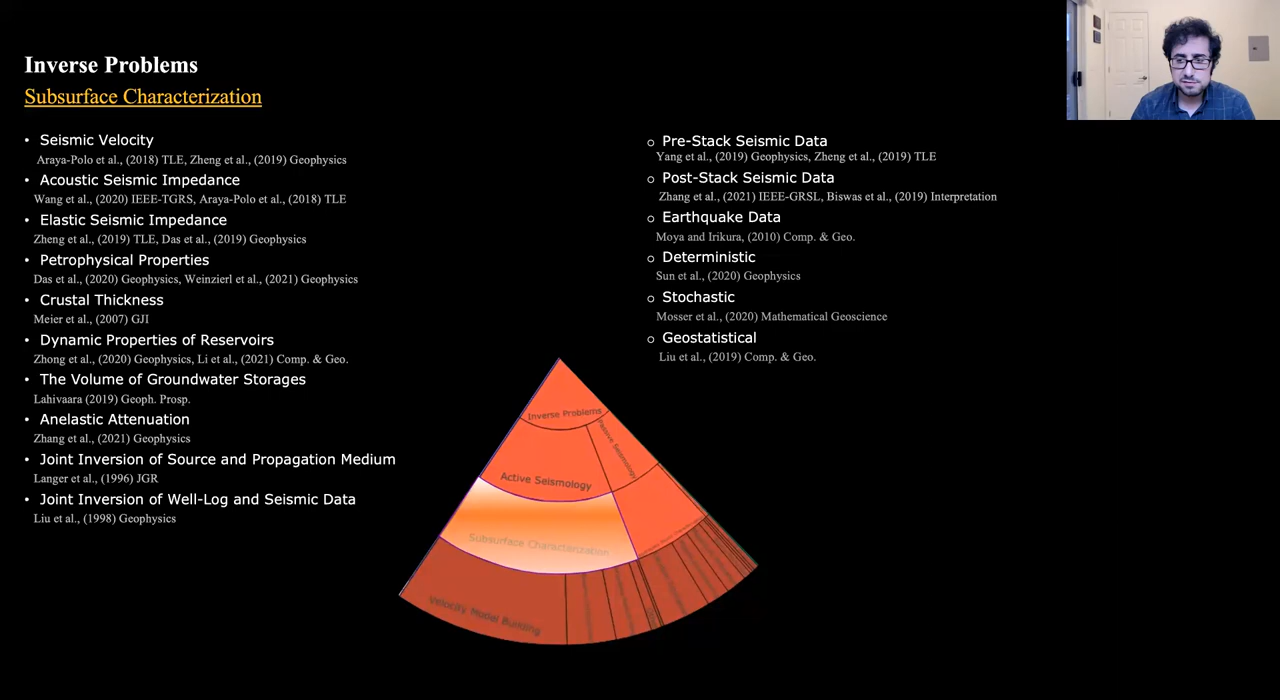 Inverse Problems
Subsurface Characterization
• Seismic Velocity
Araya-Polo et al., (2018) TLE, Zheng et al., (2019) Geophysics
• Acoustic Seismic Impedance
Wang et al., (2020) IEEE-TGRS, Araya-Polo et al., (2018) TLE
• Elastic Seismic Impedance
Zheng et al., (2019) TLE, Das et al., (2019) Geophysics
• Petrophysical Properties
Das et al., (2020) Geophysics, Weinzierl et al., (2021) Geophysics
• Crustal Thickness
Meier et al., (2007) GJI
• Dynamic Properties of Reservoirs
Zhong et al., (2020) Geophysics, Li et al., (2021) Comp. & Geo.
• The Volume of Groundwater Storages
Lahivaara (2019) Geoph. Prosp.
• Anelastic Attenuation
Zhang et al., (2021) Geophysics
• Joint Inversion of Source and Propagation Medium
Langer et al., (1996) JGR
• Joint Inversion of Well-Log and Seismic Data
Liu et al., (1998) Geophysics
o Pre-Stack Seismic Data
Yang et al., (2019) Geophysics, Zheng et al., (2019) TLE
o Post-Stack Seismic Data
Zhang et al., (2021) IEEE-GRSL, Biswas et al., (2019) Interpretation
o Earthquake Data
Moya and Irikura, (2010) Comp. & Geo.
o Deterministic
Sun et al., (2020) Geophysics
o Stochastic
Mosser et al., (2020) Mathematical Geoscience
o Geostatistical
Liu et al., (2019) Comp. & Geo.
Inverse Problems
Passive Seismology
Active Seismology
Subsurface Characterization
Velocity Model Building